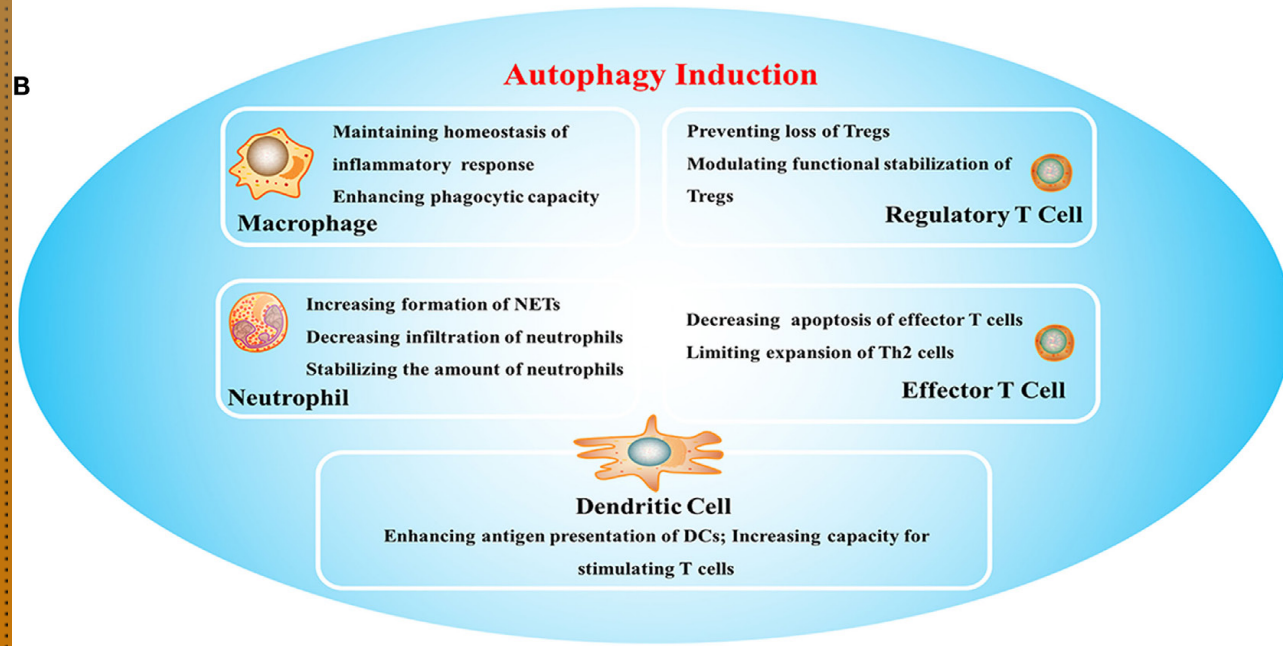 B
Autophagy Induction
Maintaining homeostasis of
inflammatory response
Enhancing phagocytic capacity
Macrophage
Preventing loss of Tregs
Modulating functional stabilization of
Tregs
Regulatory T Cell
Increasing formation of NETs
Decreasing infiltration of neutrophils
Stabilizing the amount of neutrophils
Neutrophil
Decreasing apoptosis of effector T cells
Limiting expansion of Th2 cells
Effector T Cell
Dendritic Cell
Enhancing antigen presentation of DCs; Increasing capacity for
stimulating T cells